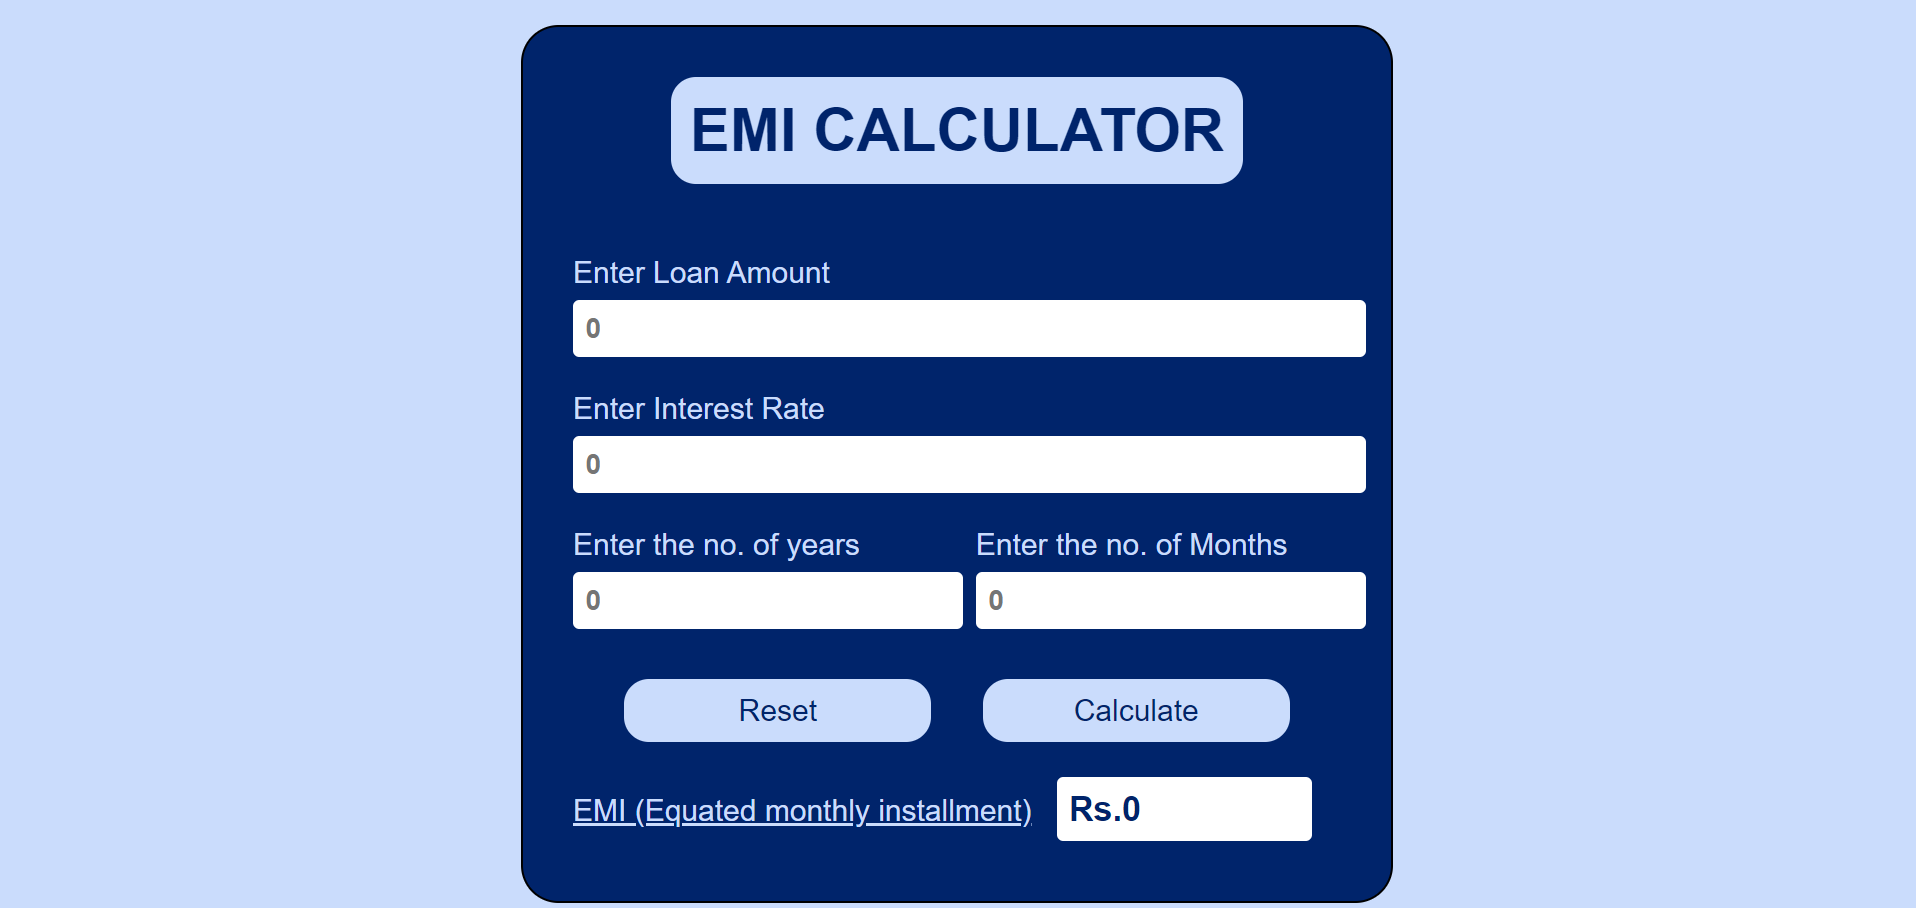 EMI CALCULATOR
Enter Loan Amount
0
Enter Interest Rate
0
Enter the no. of years
0
Enter the no. of Months
0
Reset
Calculate
EMI (Equated monthly installment)
Rs.0